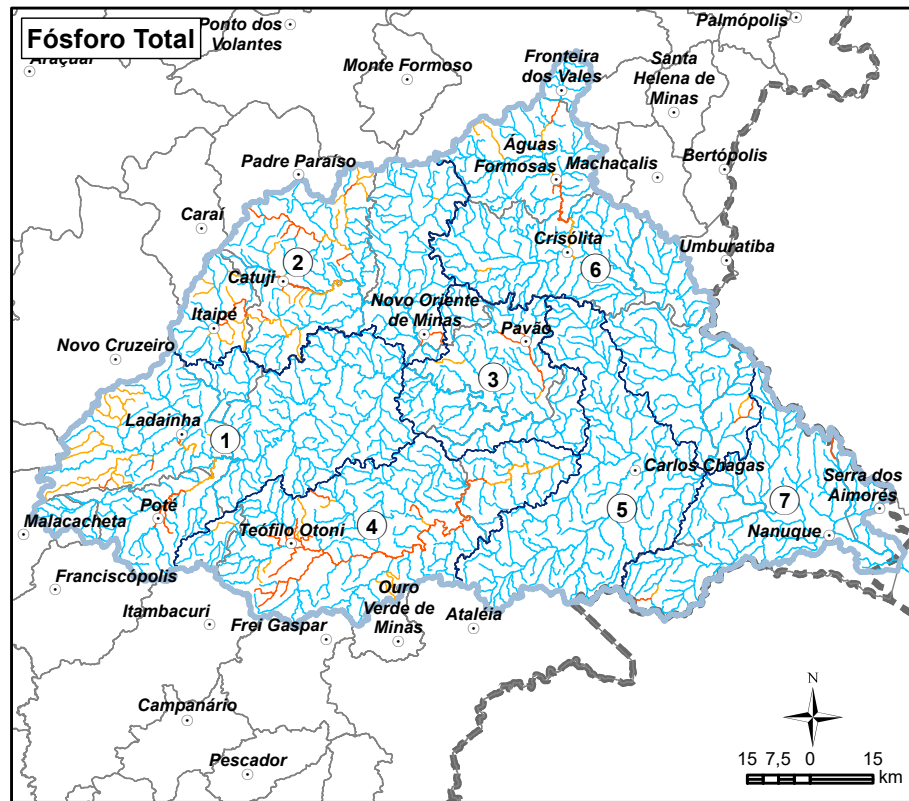 Fósforo Total
Ponto dos
Volantes
Araçuaí
Palmópolis
Monte Formoso
Fronteira
dos Vales
Santa
Helena de
Minas
Águas
Formosas
Machacalis
Bertópolis
Padre Paraíso
Caraí
Crisólita
Umburatiba
2
6
Catuji
Itaipé
Novo Oriente
de Minas
Pavão
Novo Cruzeiro
3
Ladainha
1
Carlos Chagas
Serra dos
Aimorés
Poté
Malacacheta
Teófilo Otoni
4
5
7
Nanuque
Franciscópolis
Itambacuri
Frei Gaspar
Ouro
Verde de
Minas
Ataléia
Campanário
Pescador
N
15 7,5 0 15
km